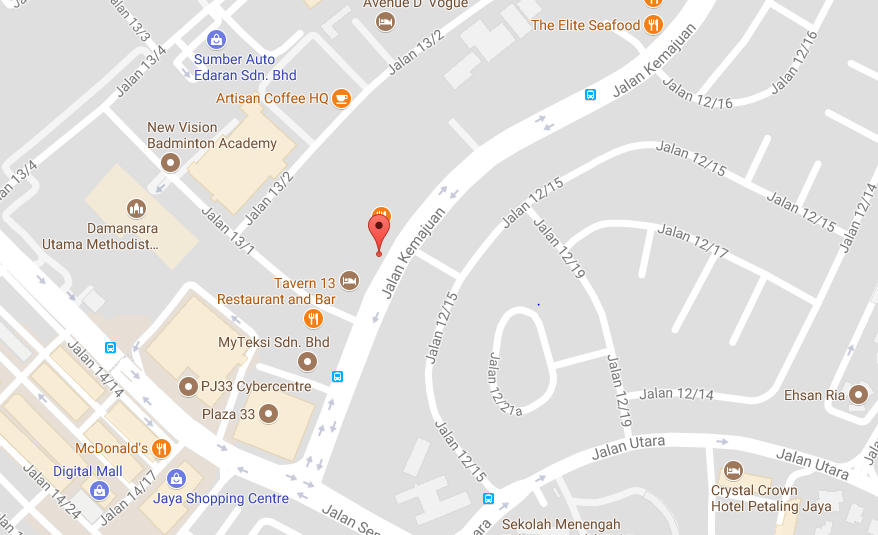 Avenue D' Vogue
The Elite Seafood
Jalan 13/3
Jalan 13/4
Sumber Auto
Edaran Sdn. Bhd
Jalan 13/2
Jalan Kemajuan
Jalan 12/16
Jalan 12/16
Artisan Coffee HQ
New Vision
Badminton Academy
Jalan 12/15
Jalan 12/15
Jalan 12/15
Jalan 12/14
Jalan 13/4
Jalan 13/2
Damansara
Utama Methodist...
Jalan 13/1
Jalan Kemajuan
Jalan 12/19
Jalan 12/17
Tavern 13
Restaurant and Bar
Jalan 12/15
MyTeksi Sdn. Bhd
Jalan 14/14
PJ33 Cybercentre
Plaza 33
Jalan 12/21a
Jalan 12/19
Jalan 12/14
Ehsan Ria
McDonald's
Digital Mall
Jalan 14/17
Jalan 14/24
Jaya Shopping Centre
Jalan 12/15
Jalan Utara
Jalan Utara
Crystal Crown
Hotel Petaling Jaya
Jalan Sem
Sekolah Menengah